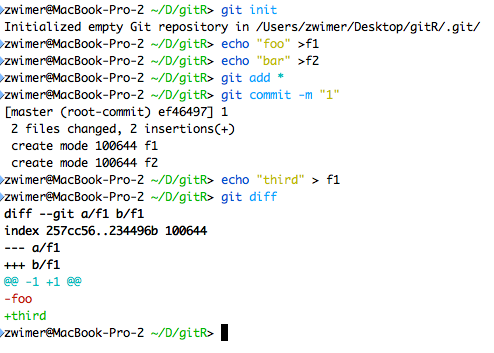 zwimer@MacBook-Pro-2 ~/D/gitR> git init
Initialized empty Git repository in /Users/zwimer/Desktop/gitR/.git/
zwimer@MacBook-Pro-2 ~/D/gitR> echo "foo" >f1
zwimer@MacBook-Pro-2 ~/D/gitR> echo "bar" >f2
zwimer@MacBook-Pro-2 ~/D/gitR> git add *
zwimer@MacBook-Pro-2 ~/D/gitR> git commit -m "1"
[master (root-commit) ef46497] 1
 2 files changed, 2 insertions(+)
 create mode 100644 f1
 create mode 100644 f2
zwimer@MacBook-Pro-2 ~/D/gitR> echo "third" > f1
zwimer@MacBook-Pro-2 ~/D/gitR> git diff
diff --git a/f1 b/f1
index 257cc56..234496b 100644
--- a/f1
+++ b/f1
@@ -1 +1 @@
-foo
+third
zwimer@MacBook-Pro-2 ~/D/gitR>